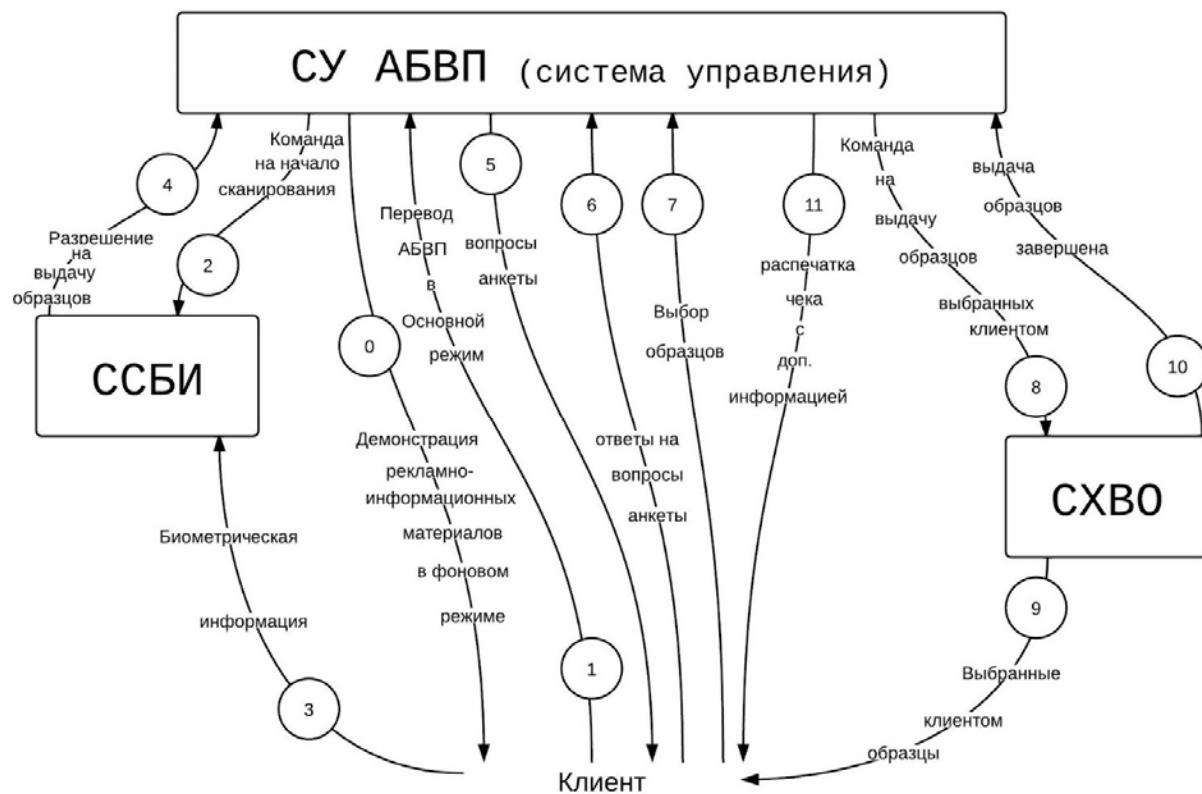 СУ АБВП (система управления)
4
Разрешение
на
выдачу
образцов
Команда
на начало
сканирования
2
0
Демонстрация
рекламно-
информационных
материалов
в фоновом
режиме
Перевод
АБВП
в
Основной
режим
1
5
вопросы
анкеты
6
ответы на
вопросы
анкеты
7
Выбор
образцов
11
распечатка
чека
с
доп.
информацией
Команда
на
выдачу
образцов
выбранных
клиентом
8
выдача
образцов
завершена
10
ССБИ
СХВО
Биометрическая
информация
3
9
Выбранные
клиентом
образцы
Клиент